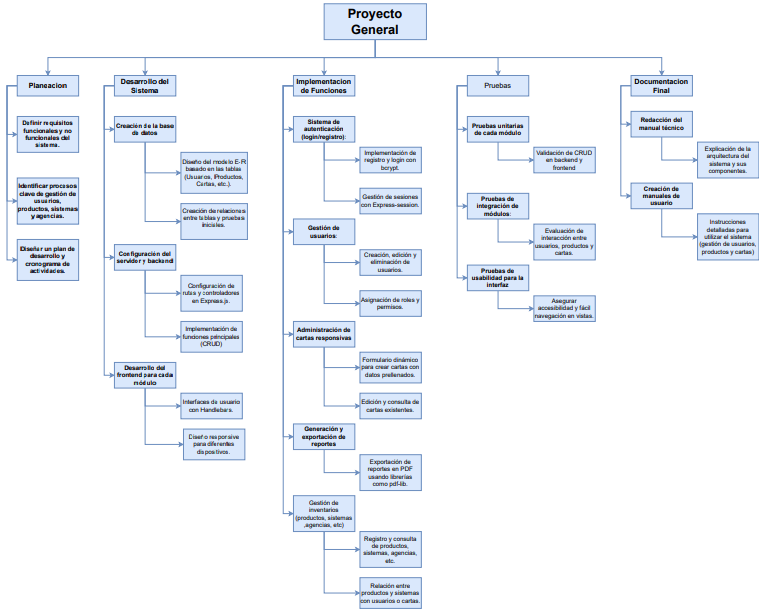 Proyecto
General
Planeacion
Definir requisitos
funcionales y no
funcionales del
sistema.
Identificar procesos
clave de gestión de
usuarios,
productos, sistemas
y agencias.
Diseñar un plan de
desarrollo y
cronograma de
actividades.
Desarrollo del
Sistema
Creación de la base
de datos
Diseño del modelo E-R
basado en las tablas
(Usuarios, Productos,
Cartas, etc.).
Creación de relaciones
entre tablas y pruebas
iniciales.
Configuración del
servidor y backend
Configuración de
rutas y controladores
en Express.js.
Implementación de
funciones principales
(CRUD)
Desarrollo del
frontend para cada
módulo
Interfaces de usuario
con Handlebars.
Diseño responsive
para diferentes
dispositivos.
Implementacion
de Funciones
Sistema de
autenticación
(login/registro):
Implementación de
registro y login con
bcrypt.
Gestión de sesiones
con Express-session.
Gestión de
usuarios:
Creación, edición y
eliminación de
usuarios.
Asignación de roles y
permisos.
Administración de
cartas responsivas
Formulario dinámico
para crear cartas con
datos prellenados.
Edición y consulta de
cartas existentes.
Generación y
exportación de
reportes
Exportación de
reportes en PDF
usando librerías
como pdf-lib.
Gestión de
inventarios
(productos, sistemas
,agencias, etc)
Registro y consulta
de productos,
sistemas, agencias,
etc.
Relación entre
productos y sistemas
con usuarios o cartas.
Pruebas
Pruebas unitarias
de cada módulo
Validación de CRUD
en backend y
frontend
Pruebas de
integración de
módulos:
Evaluación de
interacción entre
usuarios, productos y
cartas.
Pruebas de
usabilidad para la
interfaz
Asegurar
accesibilidad y fácil
navegación en vistas.
Documentacion
Final
Redacción del
manual técnico
Explicación de la
arquitectura del
sistema y sus
componentes.
Creación de
manuales de
usuario
Instrucciones
detalladas para
utilizar el sistema
(gestión de usuarios,
productos y cartas)